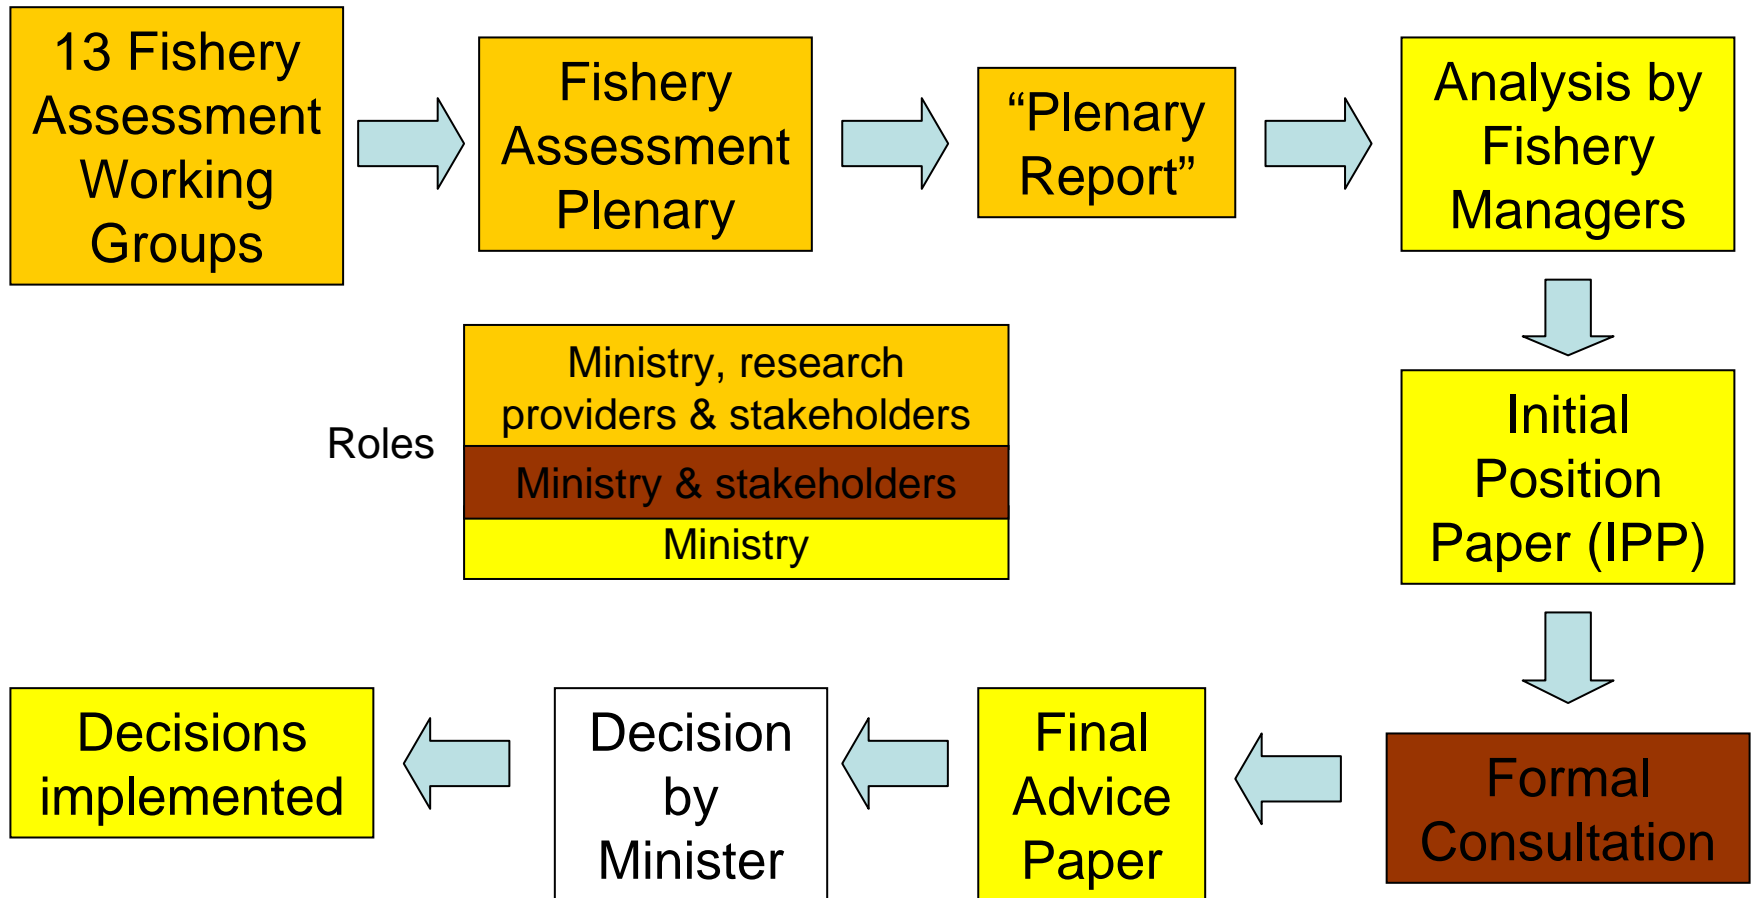 13 Fishery
Assessment
Working
Groups
Fishery
Assessment
Plenary
“Plenary
Report”
Analysis by
Fishery
Managers
Roles
Ministry, research
providers & stakeholders
Ministry & stakeholders
Ministry
Initial
Position
Paper (IPP)
Formal
Consultation
Final
Advice
Paper
Decision
by
Minister
Decisions
implemented